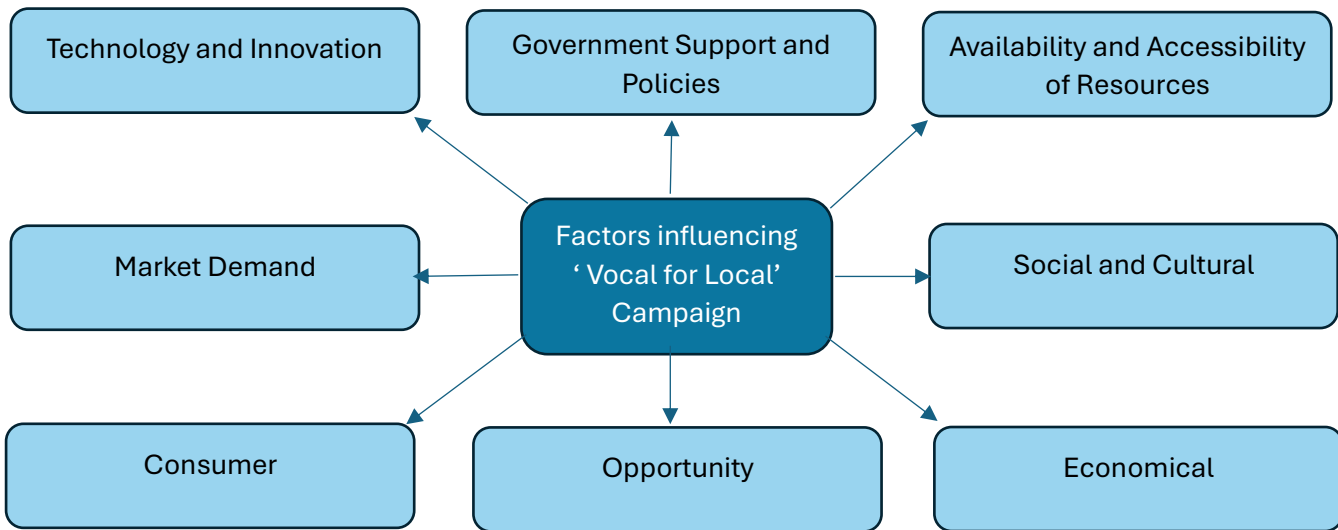 Technology and Innovation
Government Support and
Policies
Availability and Accessibility
of Resources
Market Demand
Factors influencing
‘ Vocal for Local’
Campaign
Social and Cultural
Consumer
Opportunity
Economical